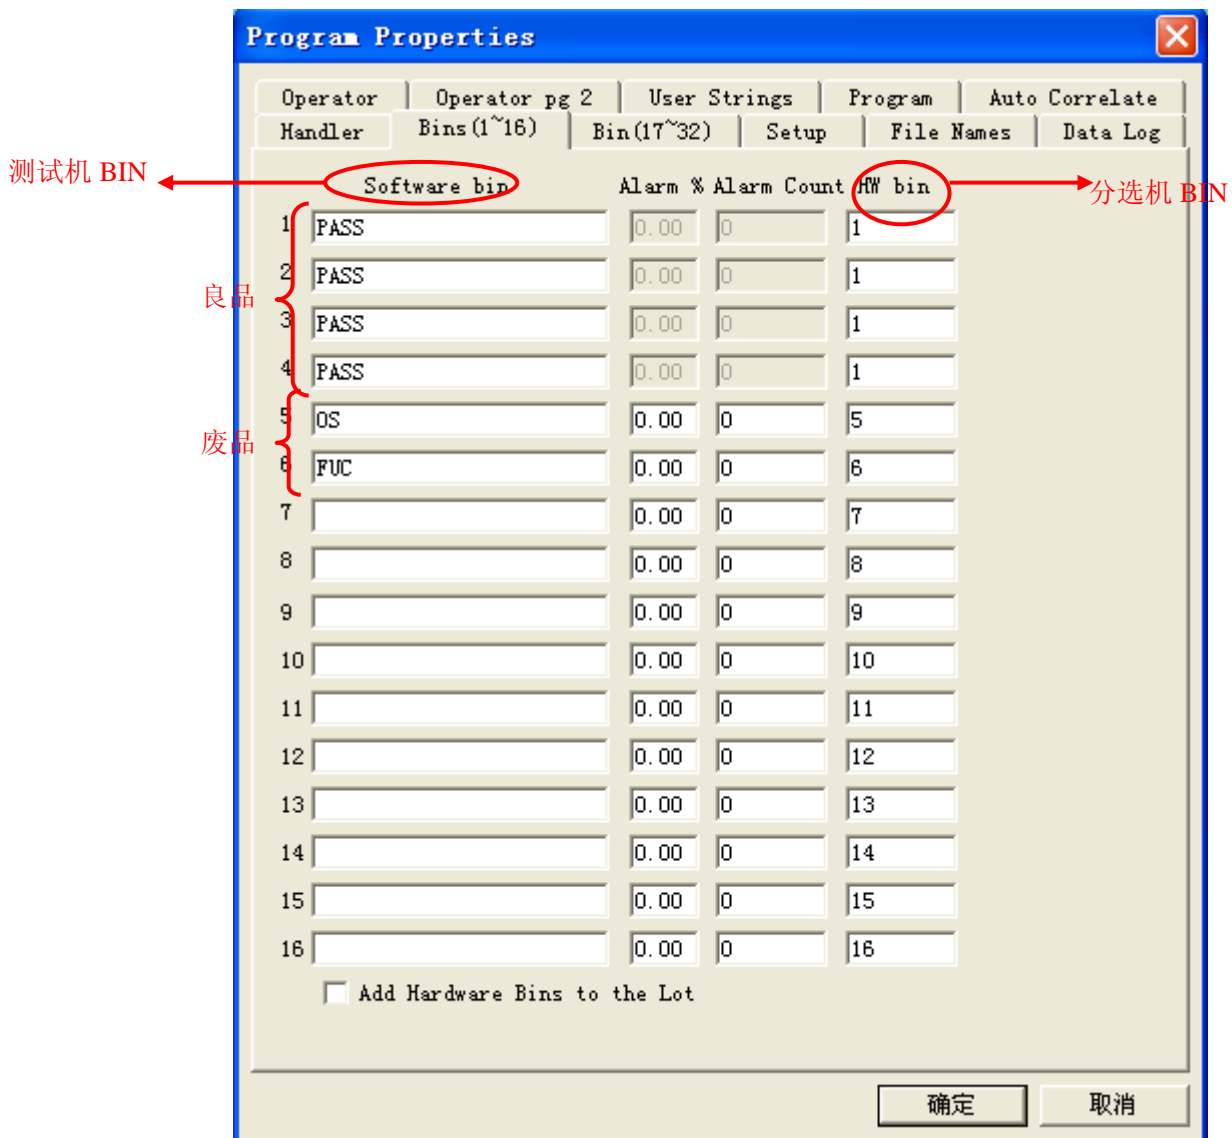 Program Properties
Operator Operator pg 2 User Strings Program Auto Correlate
Handler Bins(1~16) Bin(17~32) Setup File Names Data Log
测试机 BIN Software bin Alarm % Alarm Count HW bin 分选机 BIN
1 PASS 0.00 0 1
2 PASS 0.00 0 1
良品
3 PASS 0.00 0 1
4 PASS 0.00 0 1
5 OS 0.00 0 5
废品
6 FUC 0.00 0 6
7 0.00 0 7
8 0.00 0 8
9 0.00 0 9
10 0.00 0 10
11 0.00 0 11
12 0.00 0 12
13 0.00 0 13
14 0.00 0 14
15 0.00 0 15
16 0.00 0 16
Add Hardware Bins to the Lot
确定 取消